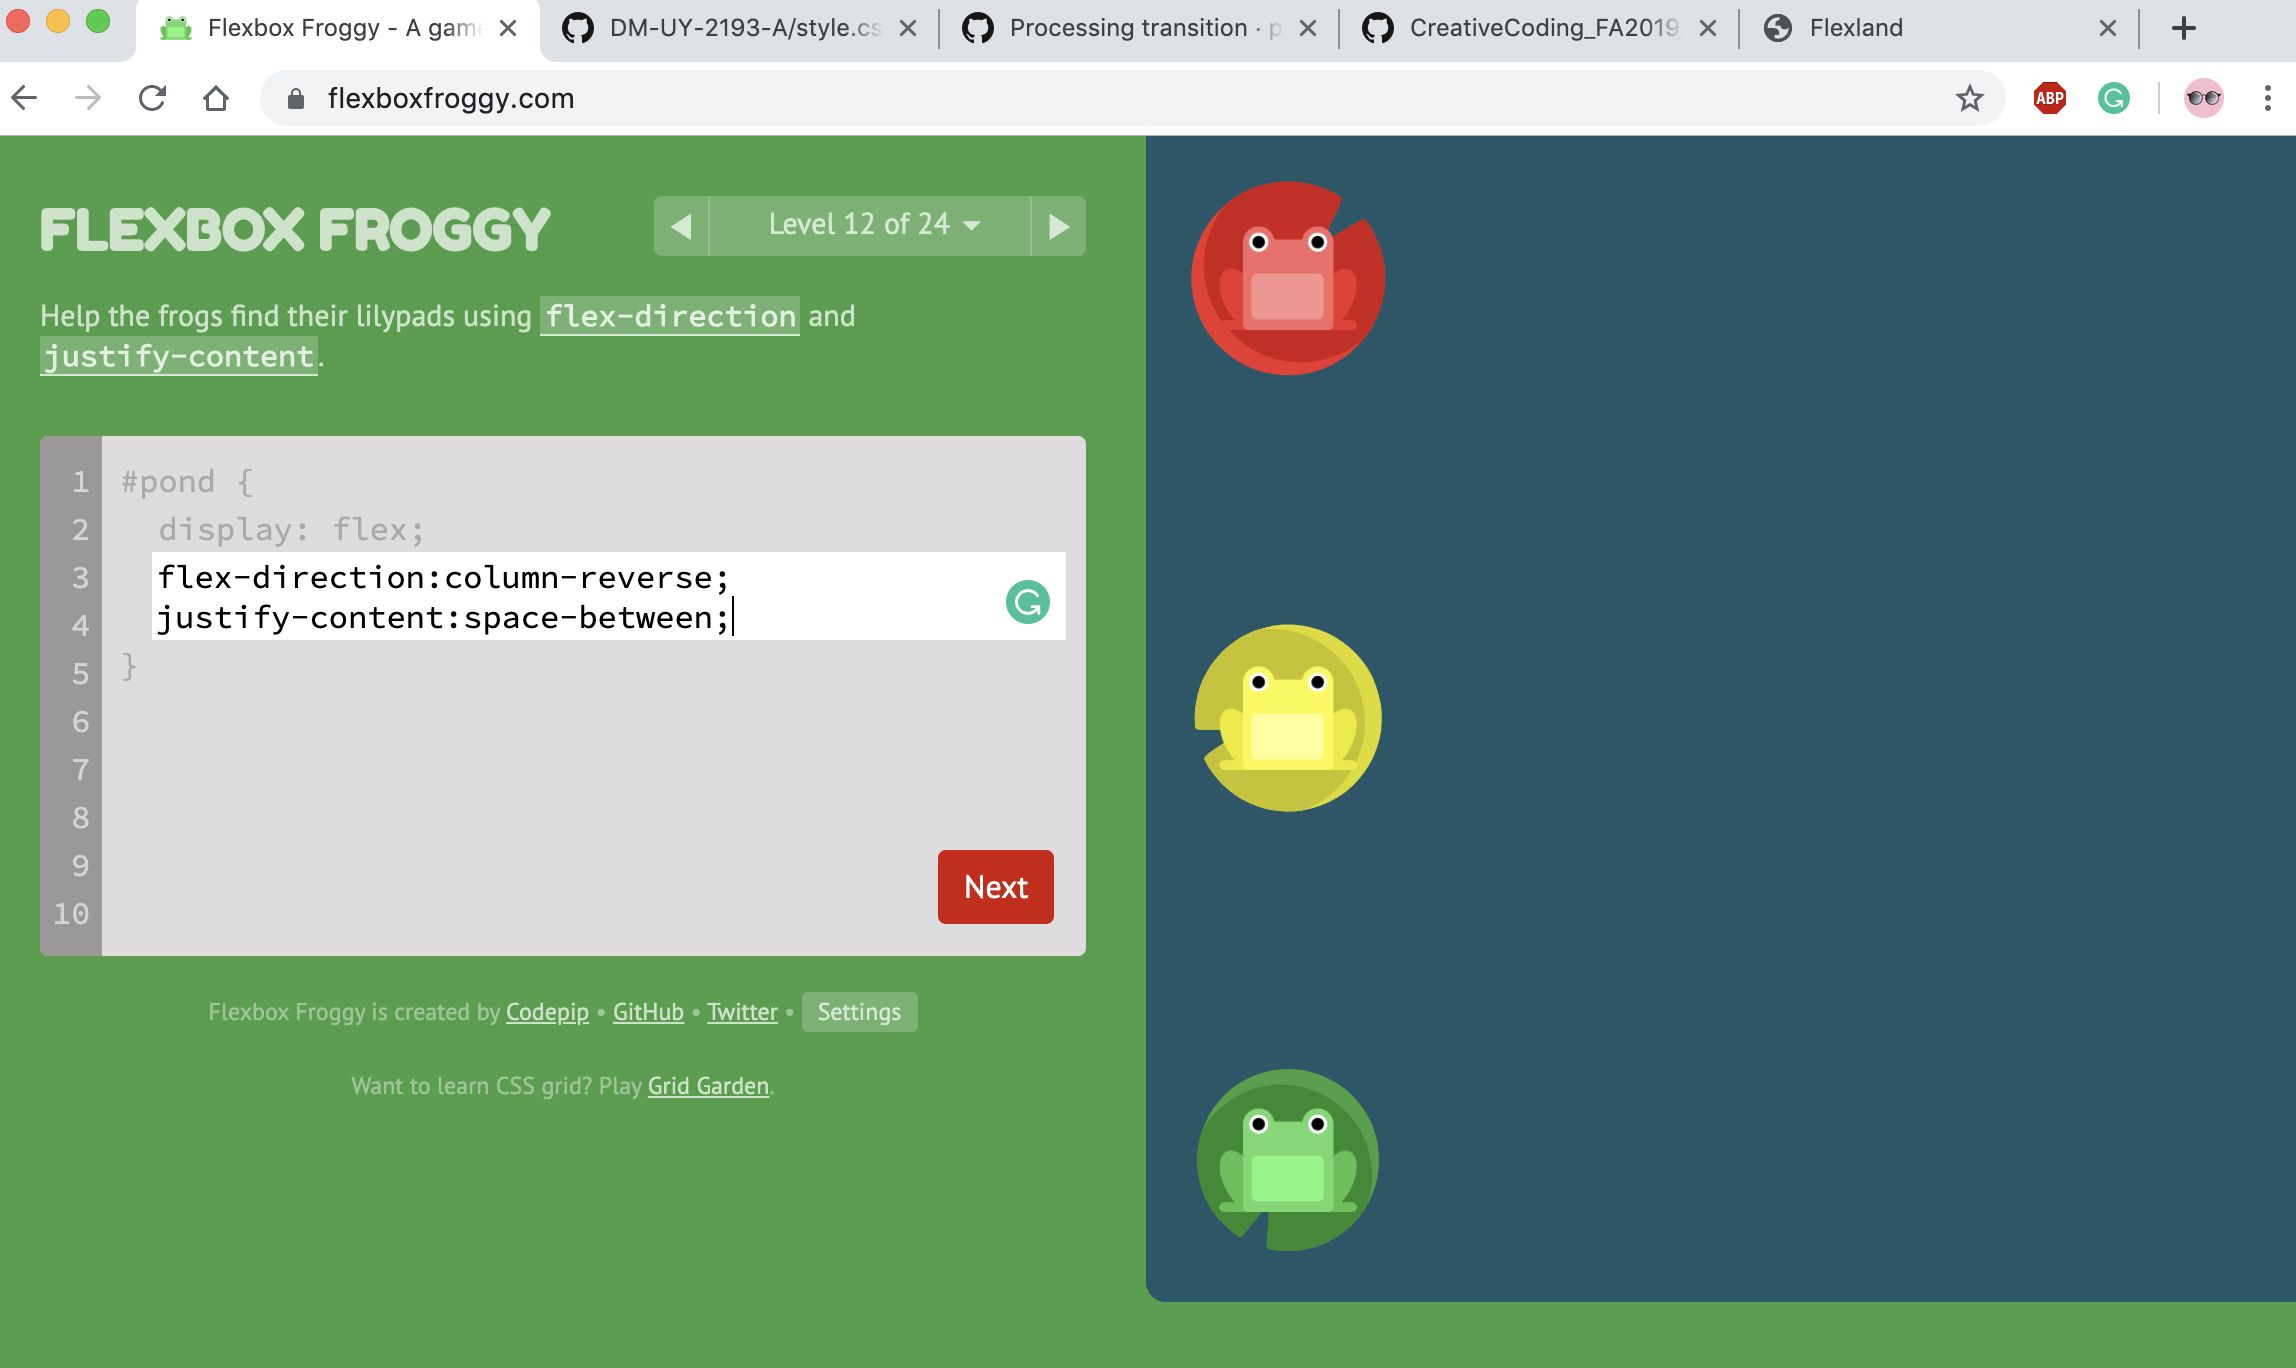 Flexbox Froggy - A game
DM-UY-2193-A/style.cs
Processing transition · p
CreativeCoding_FA2019_
Flexland
flexboxfroggy.com
ABP
FLEXBOX FROGGY
Level 12 of 24
Help the frogs find their lilypads using flex-direction and
justify-content.
1 #pond {
2 display: flex;
3 flex-direction:column-reverse;
4 justify-content:space-between;
5 }
6
7
8
9
10
Next
Flexbox Froggy is created by Codepip • GitHub • Twitter • Settings
Want to learn CSS grid? Play Grid Garden.